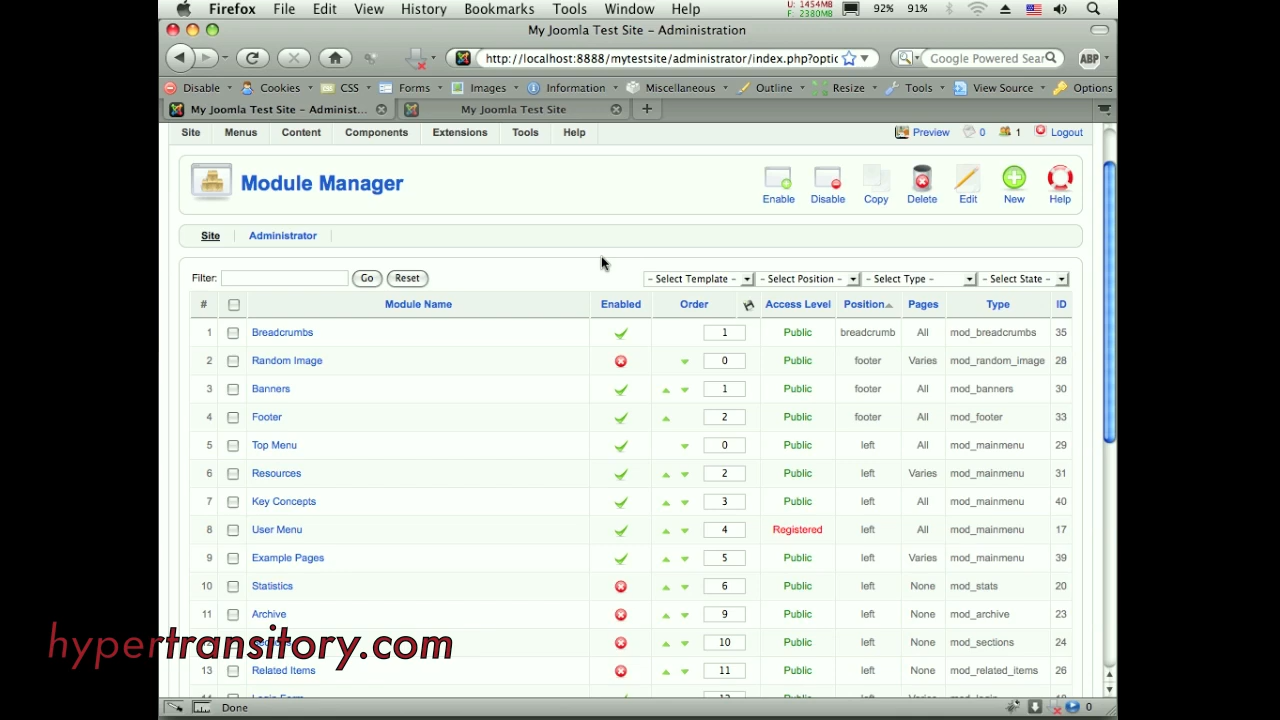 Firefox File Edit View History Bookmarks Tools Window Help U: 1454MB F: 2380MB 92% 91%
My Joomla Test Site – Administration
http://localhost:8888/mytestsite/administrator/index.php?optic Google Powered Sear ABP
Disable Cookies CSS Forms Images Information Miscellaneous Outline Resize Tools View Source Options
My Joomla Test Site – Administ... My Joomla Test Site
Site Menus Content Components Extensions Tools Help Preview 0 1 Logout
Module Manager
Enable Disable Copy Delete Edit New Help
Site Administrator
Filter: Go Reset – Select Template – – Select Position – – Select Type – – Select State –
# Module Name Enabled Order Access Level Position Pages Type ID
1 Breadcrumbs 1 Public breadcrumb All mod_breadcrumbs 35
2 Random Image 0 Public footer Varies mod_random_image 28
3 Banners 1 Public footer All mod_banners 30
4 Footer 2 Public footer All mod_footer 33
5 Top Menu 0 Public left All mod_mainmenu 29
6 Resources 2 Public left Varies mod_mainmenu 31
7 Key Concepts 3 Public left All mod_mainmenu 40
8 User Menu 4 Registered left All mod_mainmenu 17
9 Example Pages 5 Public left Varies mod_mainmenu 39
10 Statistics 6 Public left None mod_stats 20
11 Archive 9 Public left None mod_archive 23
10 Public left None mod_sections 24
hypertransitory.com
13 Related Items 11 Public left None mod_related_items 26
Done 0